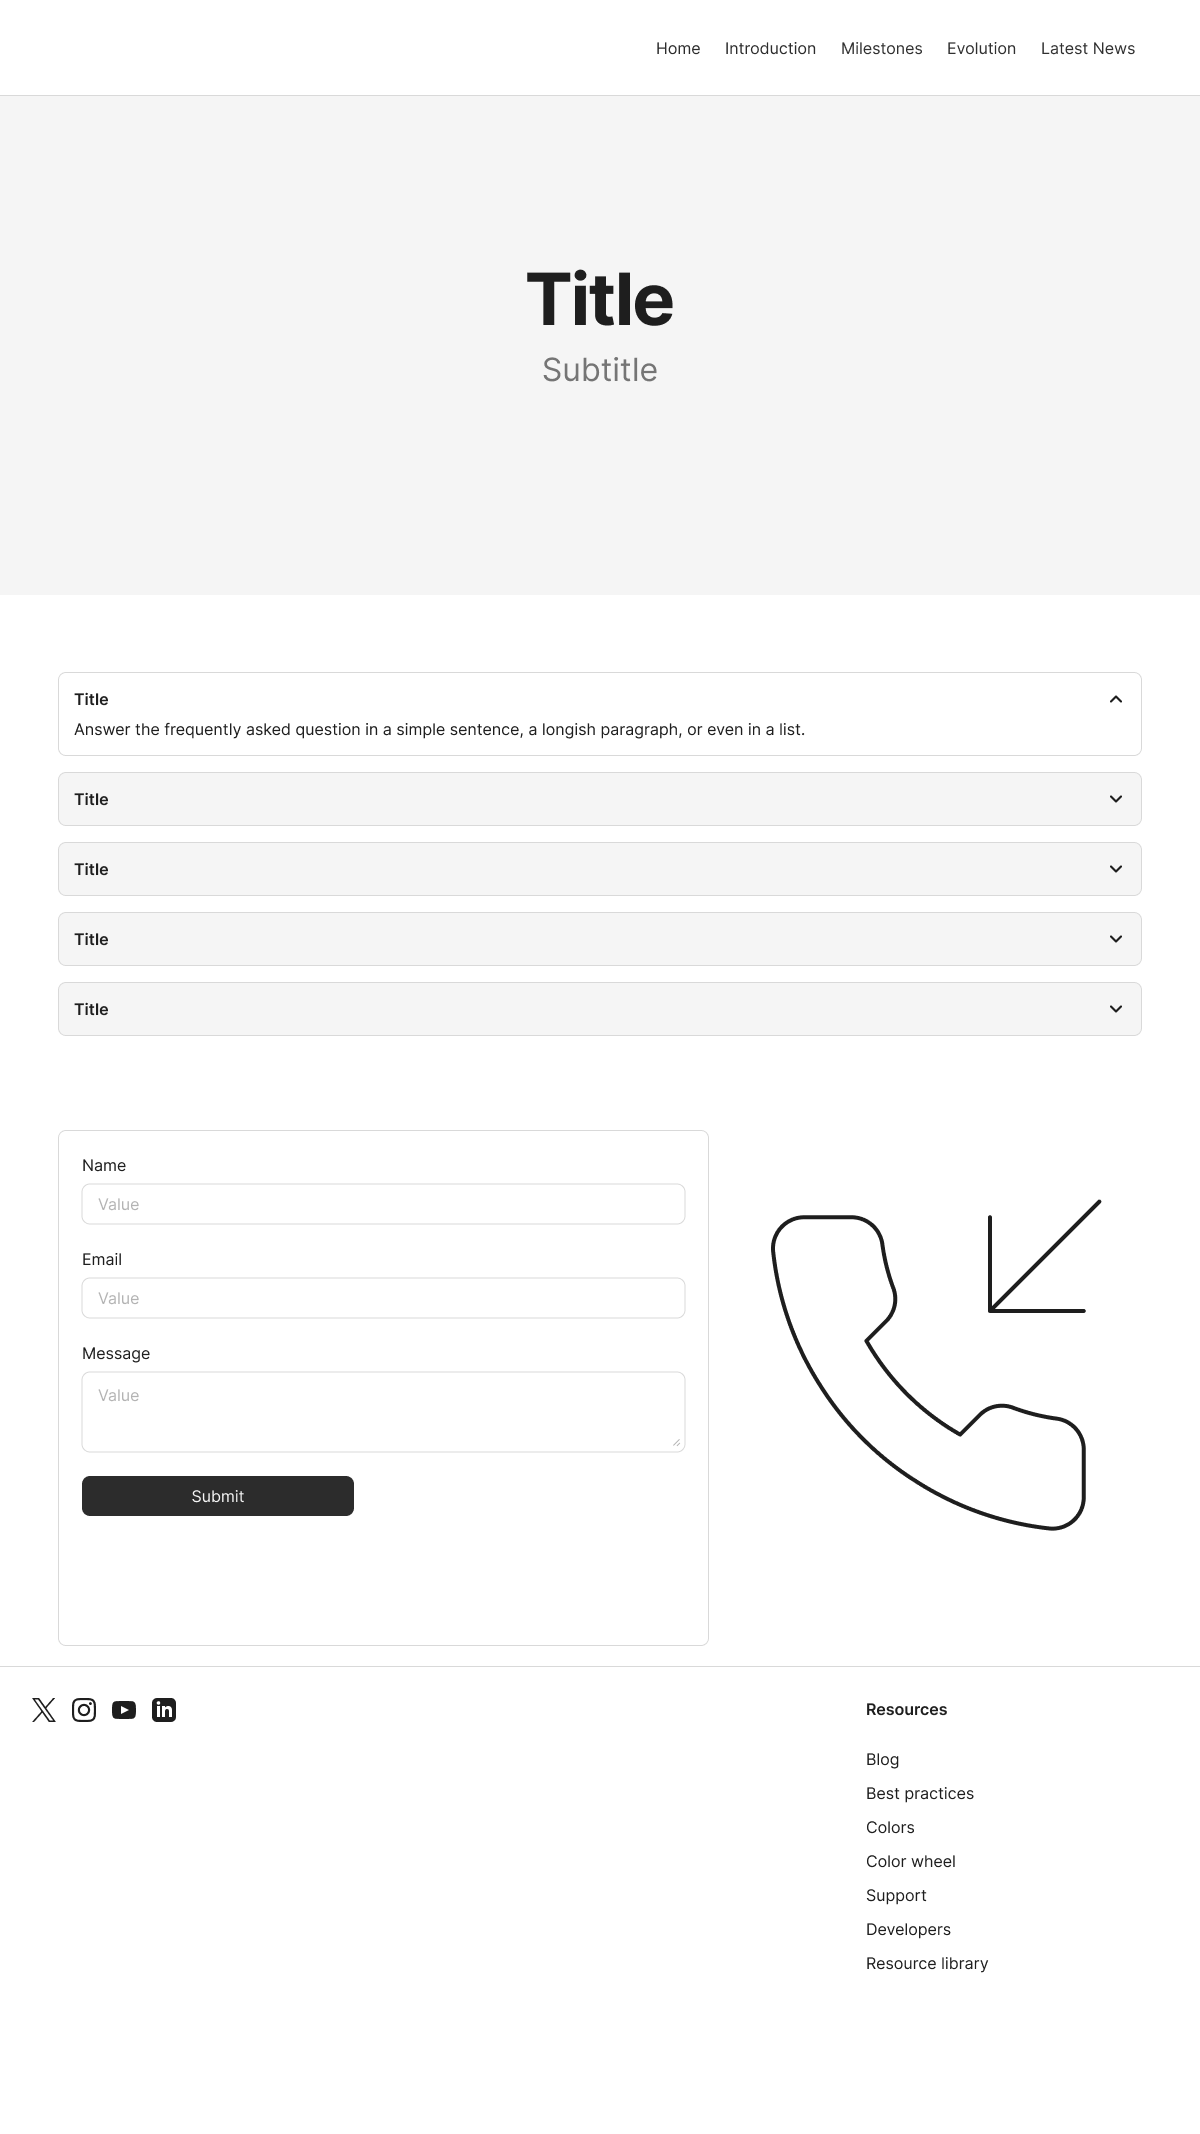 Home Introduction Milestones Evolution Latest News
Title
Subtitle
Title
Answer the frequently asked question in a simple sentence, a longish paragraph, or even in a list.
Title
Title
Title
Title
Name
Value
Email
Value
Message
Value
Submit
Resources
Blog
Best practices
Colors
Color wheel
Support
Developers
Resource library